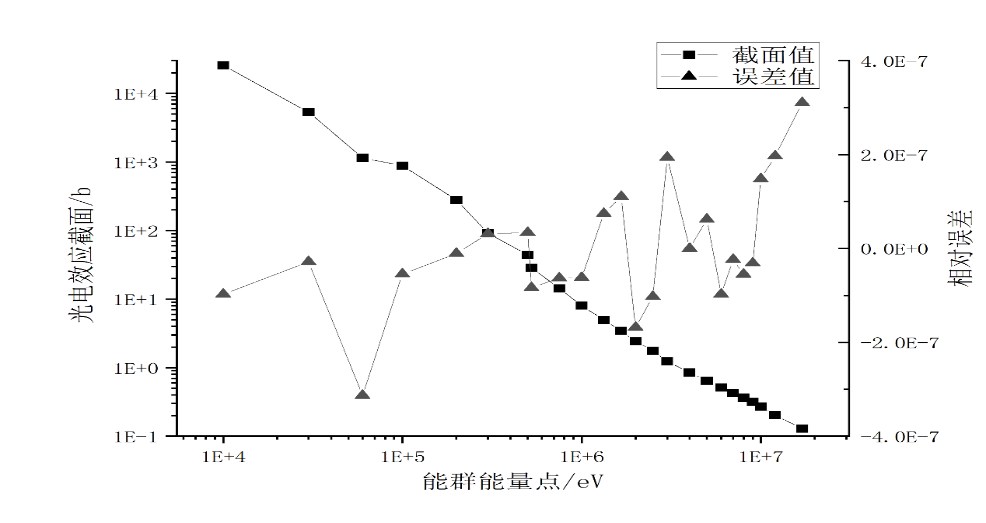 截面值
误差值
4.0E-7
2.0E-7
0.0E+0
-2.0E-7
-4.0E-7
相对误差
1E+4
1E+3
1E+2
1E+1
1E+0
1E-1
光电效应截面/b
1E+4 1E+5 1E+6 1E+7
能群能量点/eV